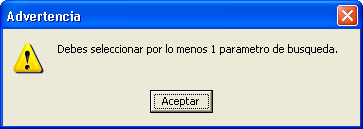 Advertencia
Debes seleccionar por lo menos 1 parametro de busqueda.
Aceptar